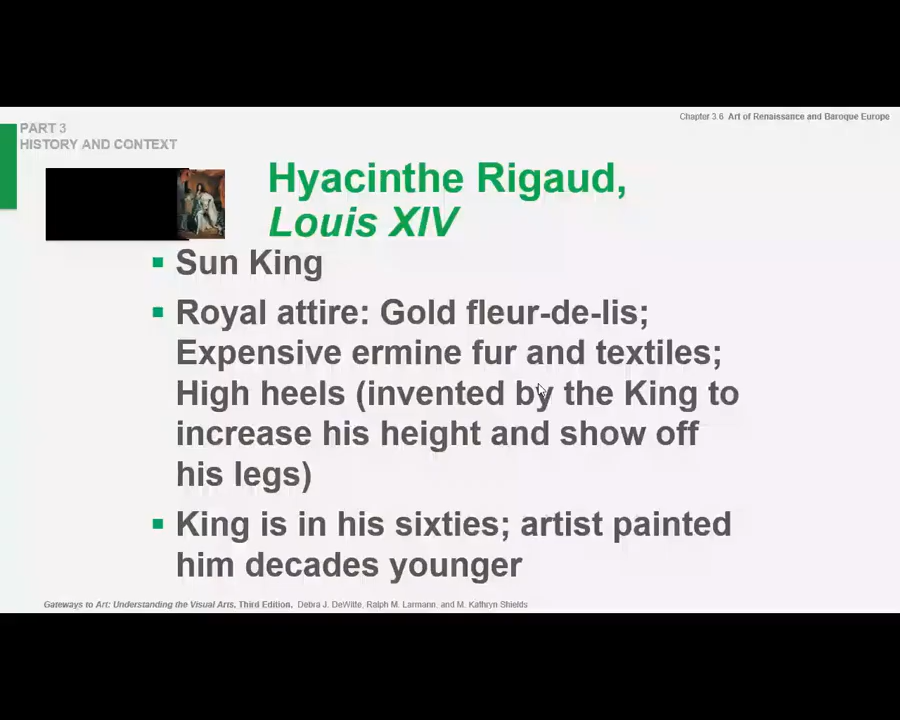 Chapter 3.6 Art of Renaissance and Baroque Europe
PART 3
HISTORY AND CONTEXT
Hyacinthe Rigaud,
Louis XIV
▪ Sun King
▪ Royal attire: Gold fleur-de-lis;
Expensive ermine fur and textiles;
High heels (invented by the King to
increase his height and show off
his legs)
▪ King is in his sixties; artist painted
him decades younger
Gateways to Art: Understanding the Visual Arts, Third Edition, Debra J. DeWitte, Ralph M. Larmann, and M. Kathryn Shields